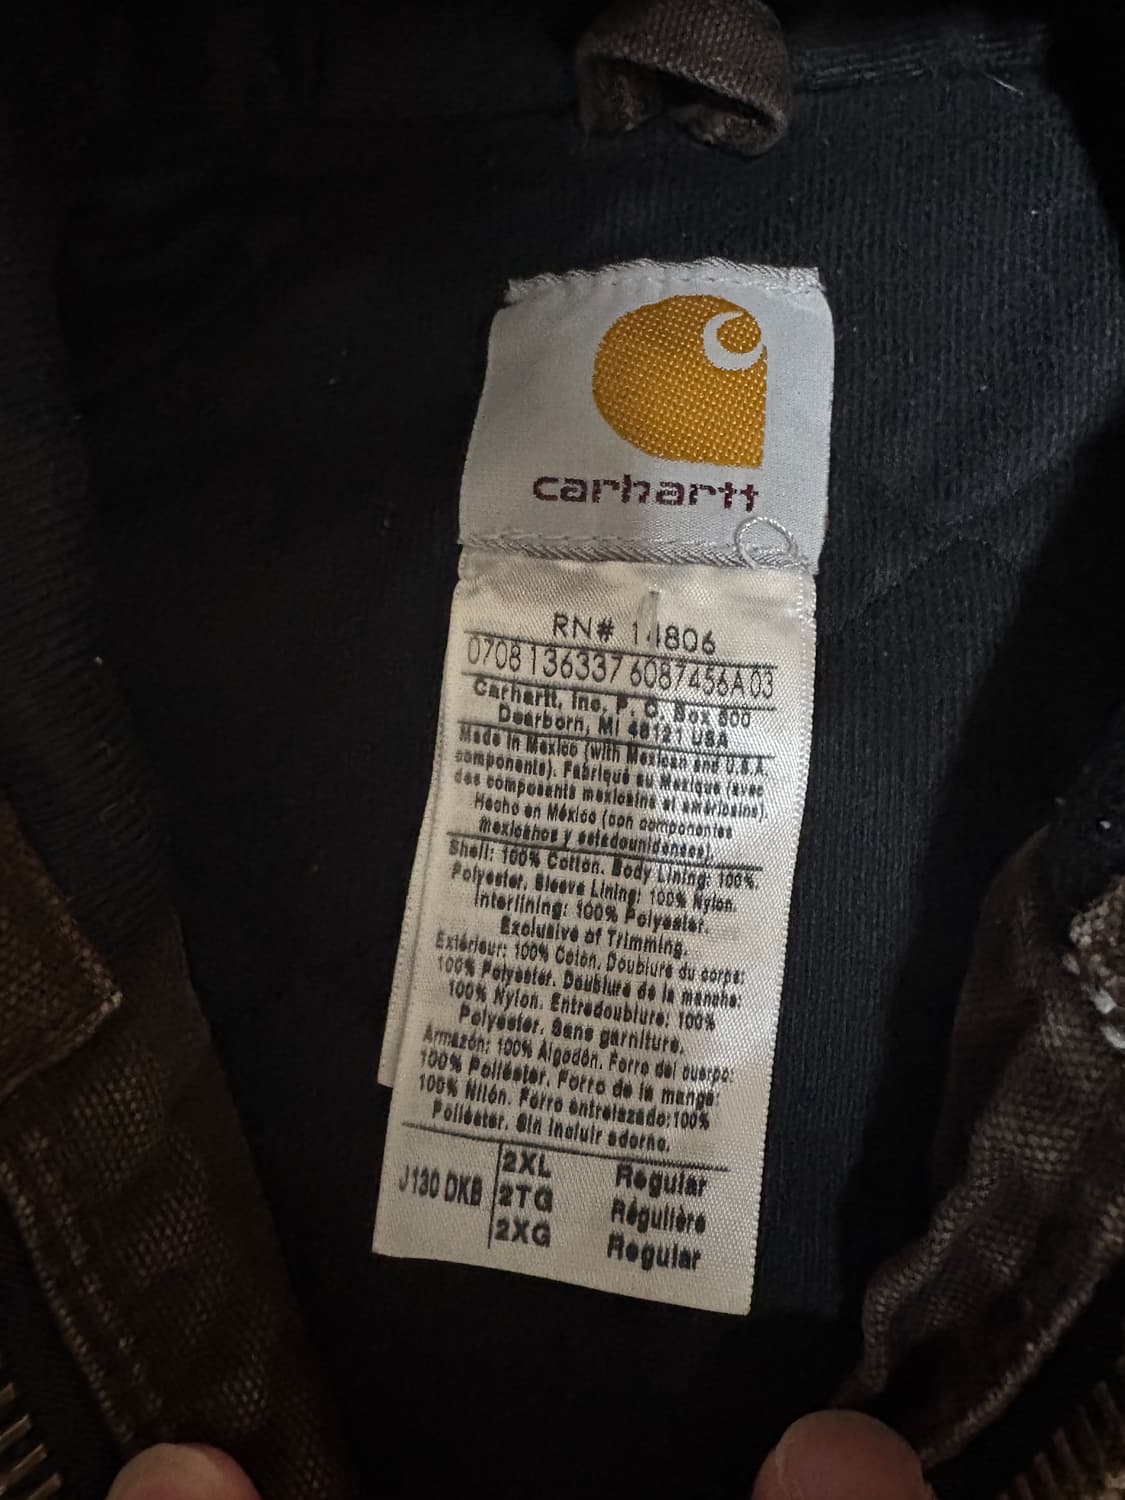 carhartt
RN# 14806
0708 136337 6087456A 03
Carhartt, Inc. P. O. Box 600
Dearborn, MI 48121 USA
Made in Mexico (with Mexican and U.S.A.
components). Fabriqué au Mexique (avec
des composants mexicains et américains).
Hecho en México (con componentes
mexicanos y estadounidenses).
Shell: 100% Cotton. Body Lining: 100%
Polyester. Sleeve Lining: 100% Nylon.
Interlining: 100% Polyester.
Exclusive of Trimming.
Extérieur: 100% Coton. Doublure du corps:
100% Polyester. Doublure de la manche:
100% Nylon. Entredoublure: 100%
Polyester. Sans garniture.
Armazón: 100% Algodón. Forro del cuerpo:
100% Poliéster. Forro de la manga:
100% Nilón. Forro entrelazado: 100%
Poliéster. Sin incluir adorno.
J130 DKB
2XL Regular
2TG Régulière
2XG Regular